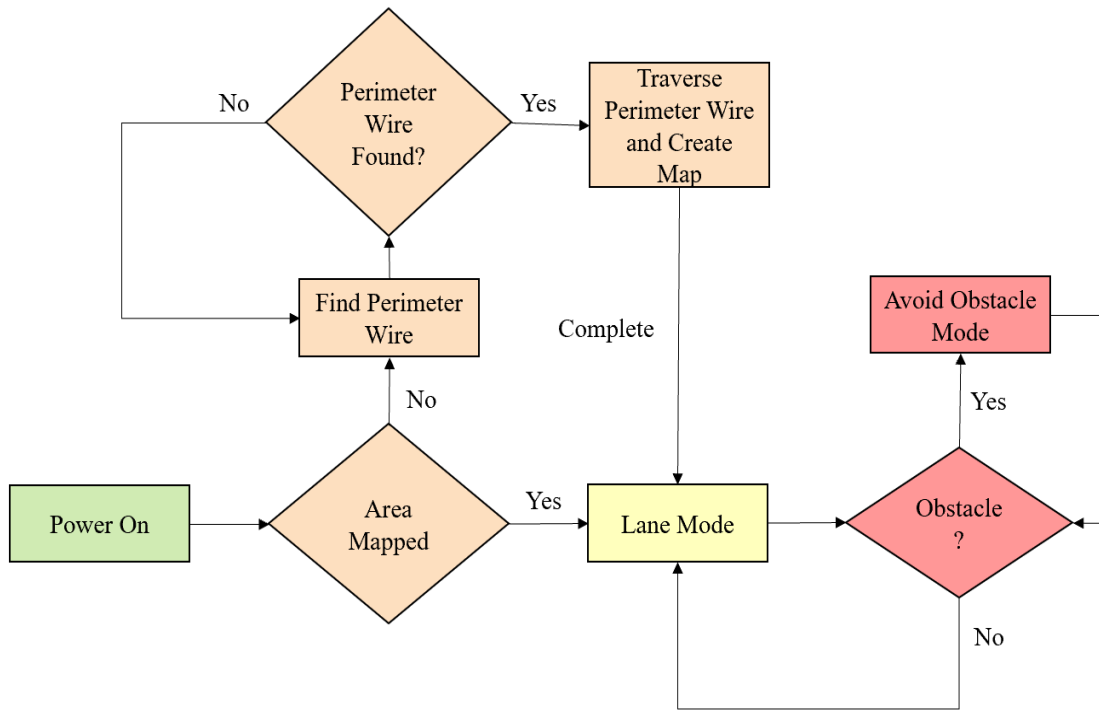 No
Perimeter
Wire
Found?
Yes
Traverse
Perimeter Wire
and Create
Map
Find Perimeter
Wire
Complete
Avoid Obstacle
Mode
No
Yes
Power On
Area
Mapped
Yes
Lane Mode
Obstacle
?
No